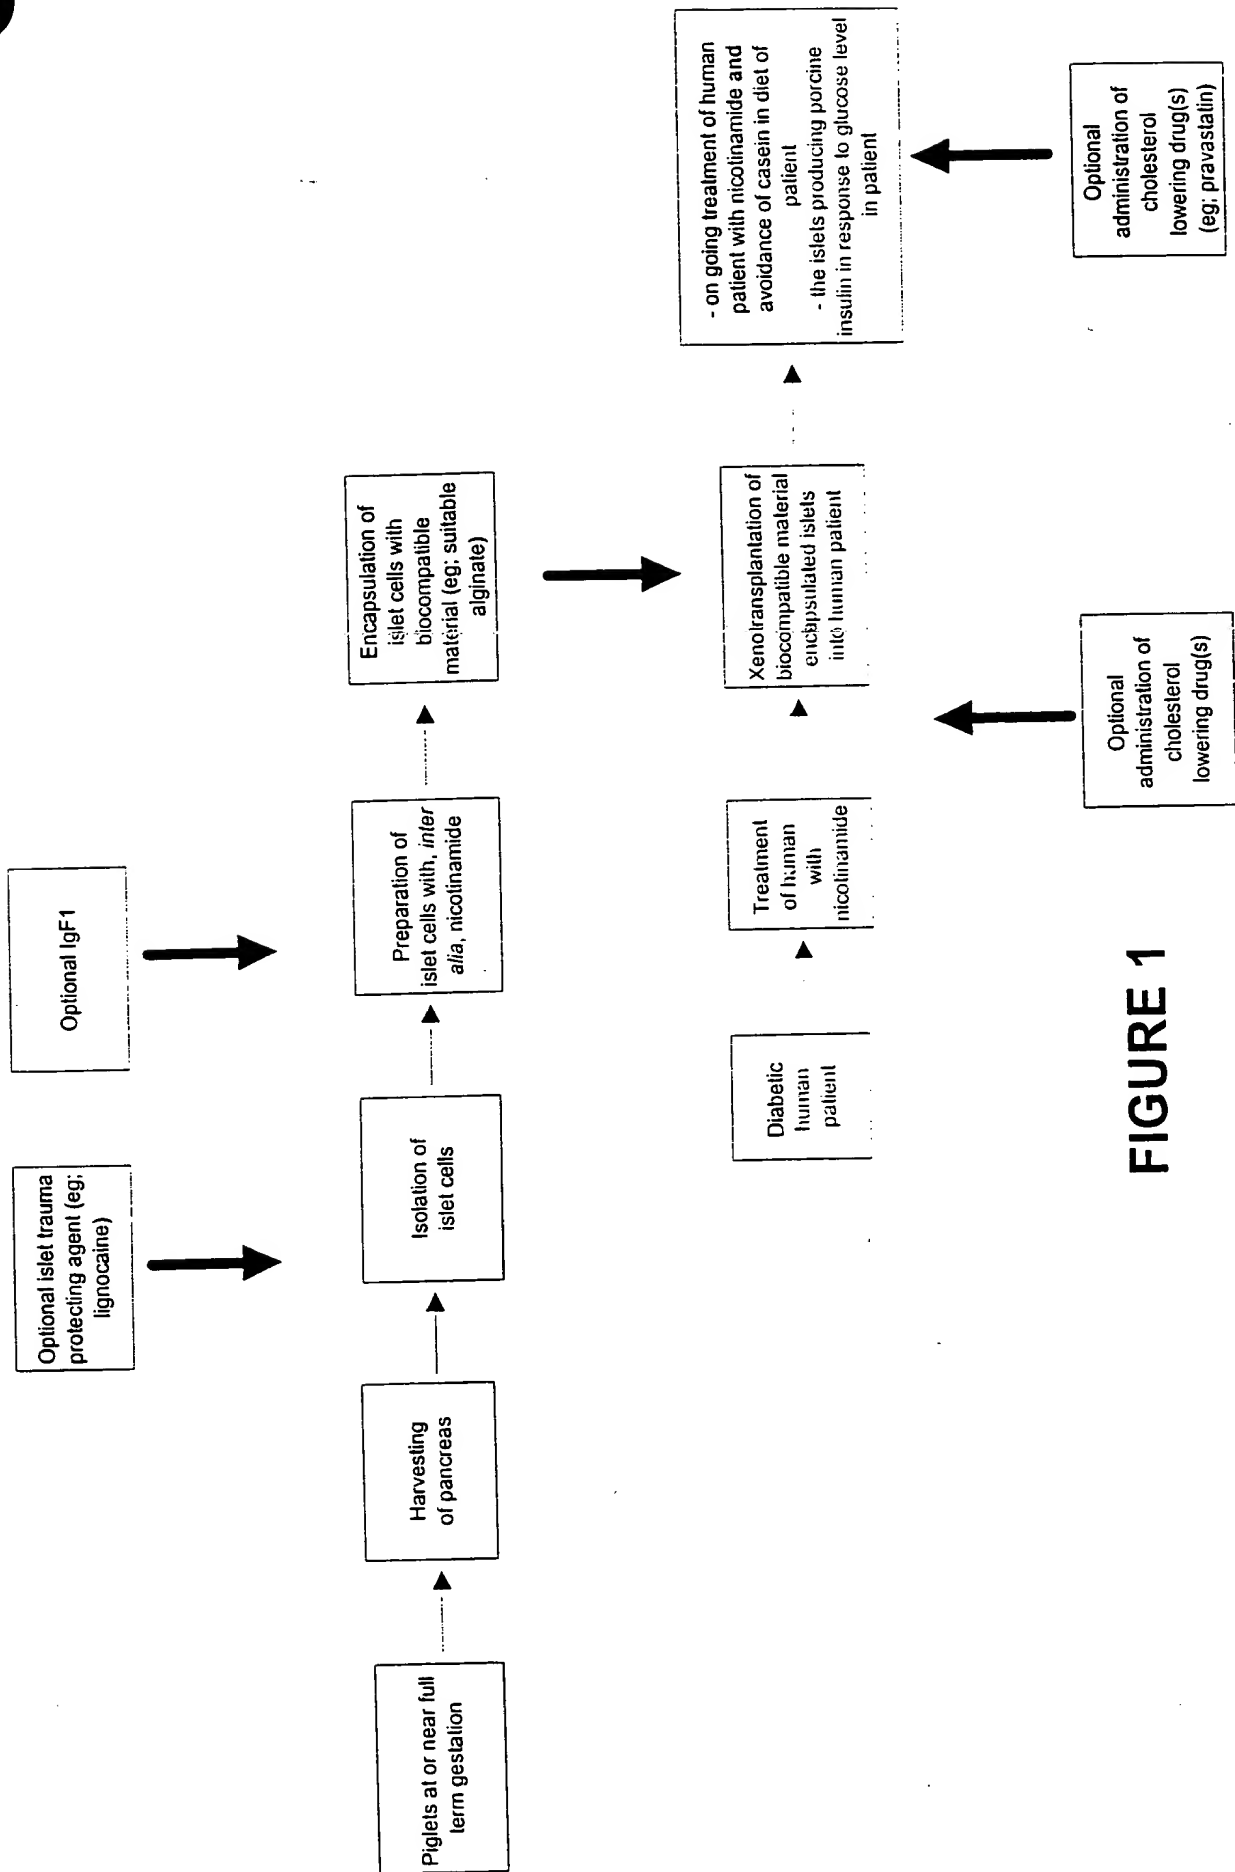 Optional islet trauma
protecting agent (eg;
lignocaine)
Optional IgF1
Piglets at or near full
term gestation
Harvesting
of pancreas
Isolation of
islet cells
Preparation of
islet cells with, inter
alia, nicotinamide
Encapsulation of
islet cells with
biocompatible
material (eg; suitable
alginate)
Diabetic
human
patient
Treatment
of human
with
nicotinamide
Xenotransplantation of
biocompatible material
encapsulated islets
into human patient
- on going treatment of human
patient with nicotinamide and
avoidance of casein in diet of
patient
- the islets producing porcine
insulin in response to glucose level
in patient
Optional
administration of
cholesterol
lowering drug(s)
Optional
administration of
cholesterol
lowering drug(s)
(eg; pravastatin)
FIGURE 1